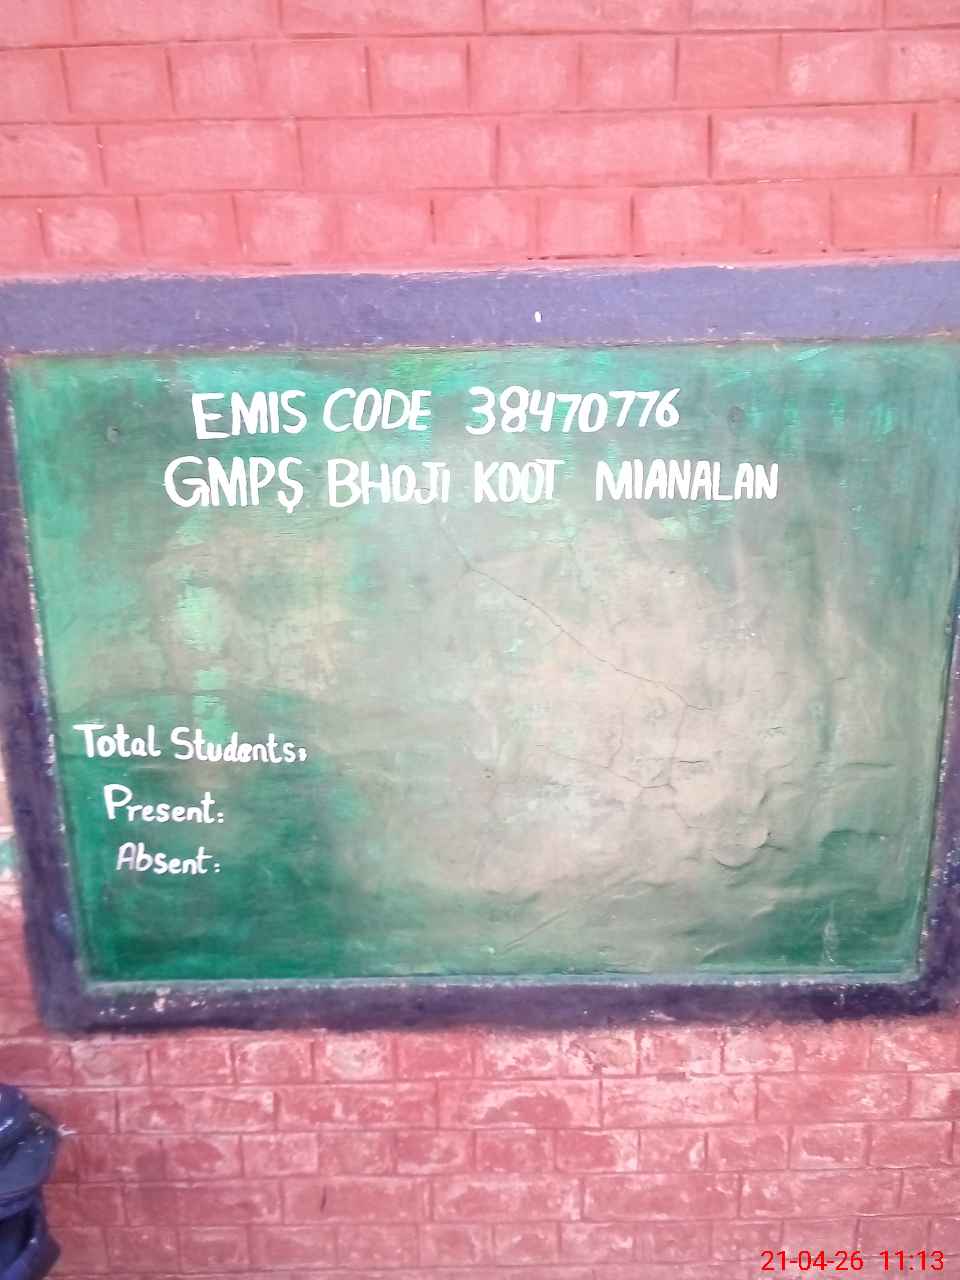 EMIS CODE 38470776
GMPS BHOJI KOOT MIANALAN
Total Students:
Present:
Absent:
21-04-26 11:13